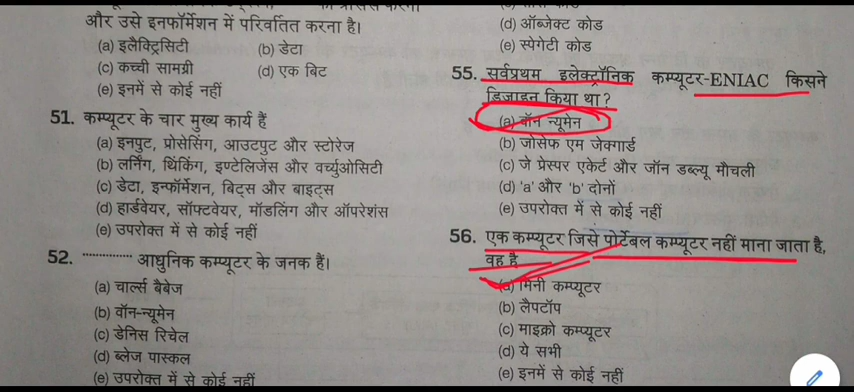 और उसे इनफॉर्मेशन में परिवर्तित करना है।
(a) इलैक्ट्रिसिटी (b) डेटा
(c) कच्ची सामग्री (d) एक बिट
(e) इनमें से कोई नहीं
51. कम्प्यूटर के चार मुख्य कार्य हैं
(a) इनपुट, प्रोसेसिंग, आउटपुट और स्टोरेज
(b) लर्निंग, थिंकिंग, इण्टेलिजेंस और वर्च्युओसिटी
(c) डेटा, इन्फॉर्मेशन, बिट्स और बाइट्स
(d) हार्डवेयर, सॉफ्टवेयर, मॉडलिंग और ऑपरेशंस
(e) उपरोक्त में से कोई नहीं
52. .............. आधुनिक कम्प्यूटर के जनक हैं।
(a) चार्ल्स बैबेज
(b) वॉन-न्यूमेन
(c) डेनिस रिचेल
(d) ब्लेज पास्कल
(e) उपरोक्त में से कोई नहीं
(d) ऑब्जेक्ट कोड
(e) स्पेगेटी कोड
55. सर्वप्रथम इलेक्ट्रॉनिक कम्प्यूटर-ENIAC किसने
डिजाइन किया था?
(a) वॉन न्यूमेन
(b) जोसेफ एम जेक्गार्ड
(c) जे प्रेस्पर एकेर्ट और जॉन डब्ल्यू मौचली
(d) 'a' और 'b' दोनों
(e) उपरोक्त में से कोई नहीं
56. एक कम्प्यूटर जिसे पोर्टेबल कम्प्यूटर नहीं माना जाता है,
वह है
(a) मिनी कम्प्यूटर
(b) लैपटॉप
(c) माइक्रो कम्प्यूटर
(d) ये सभी
(e) इनमें से कोई नहीं